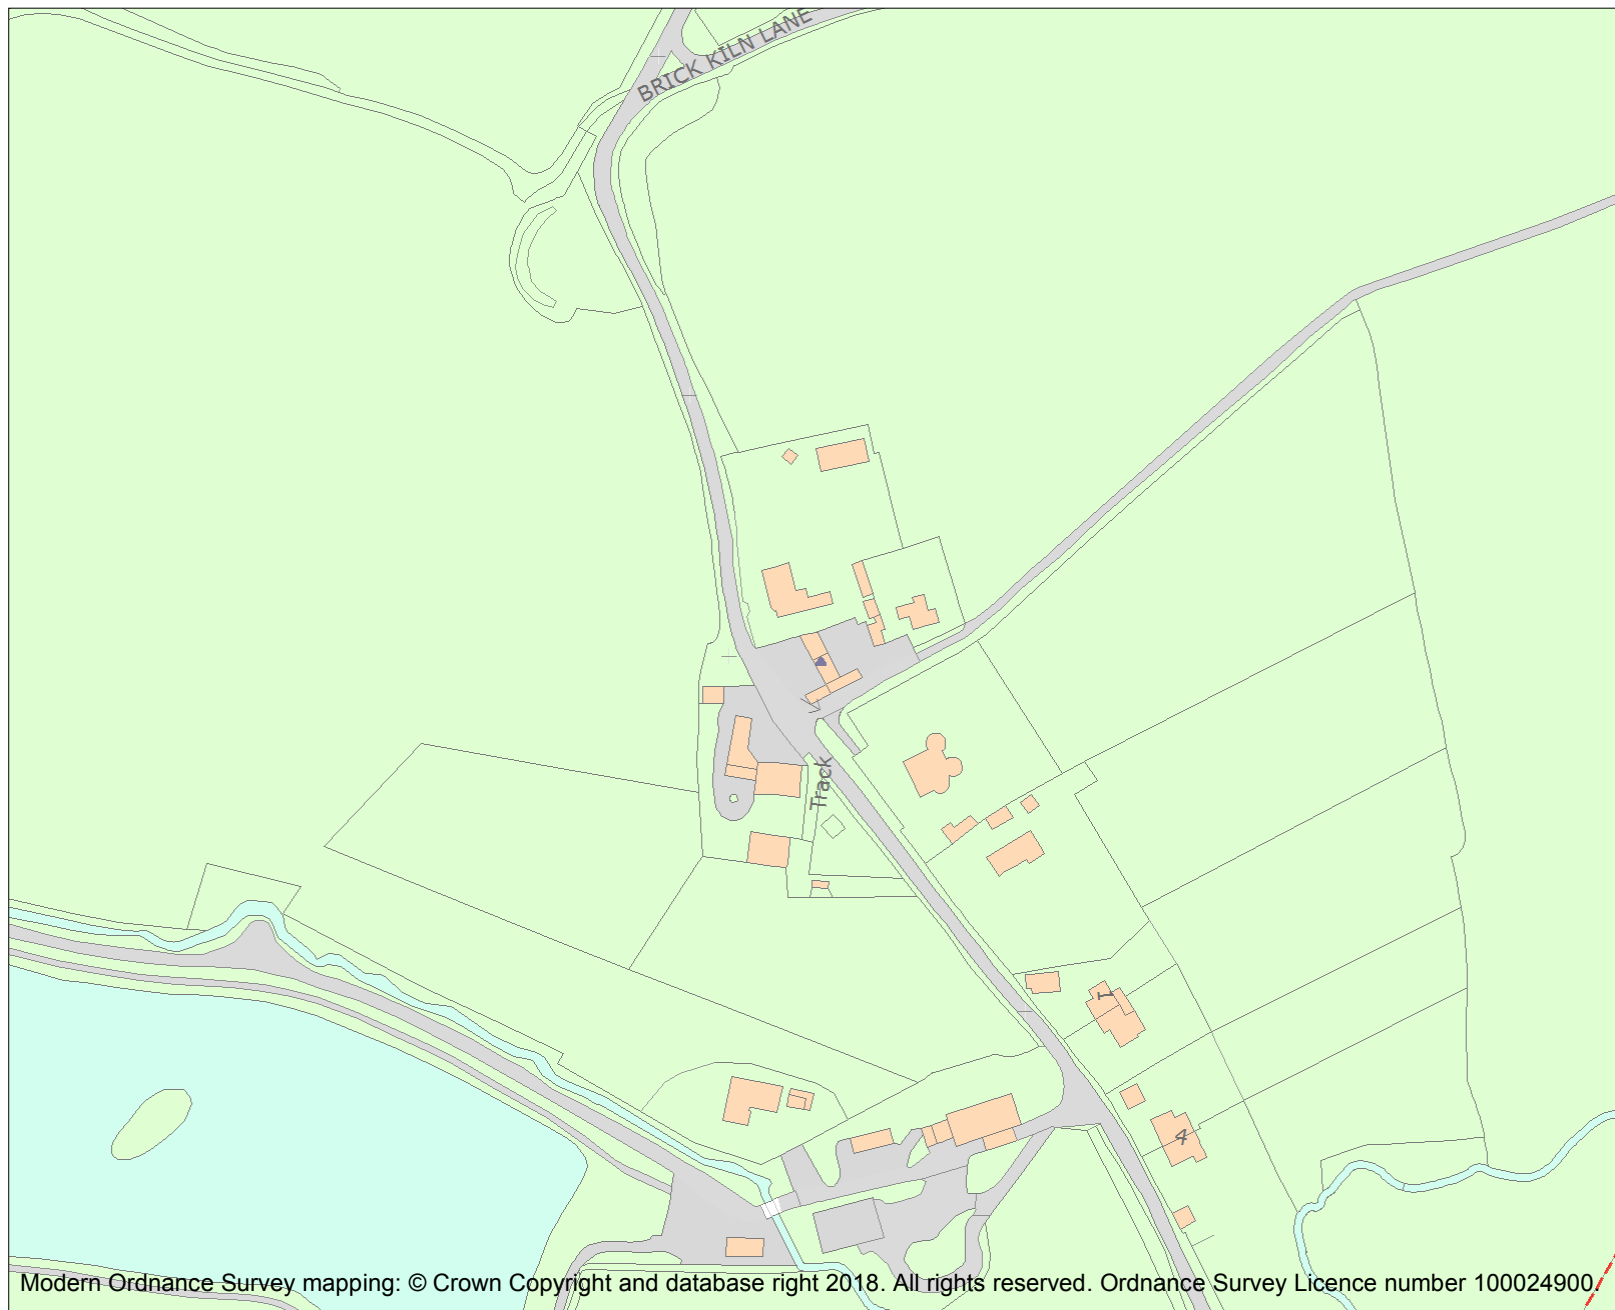 BRICK KILN LANE
Track
1
4
Modern Ordnance Survey mapping: © Crown Copyright and database right 2018. All rights reserved. Ordnance Survey Licence number 100024900.